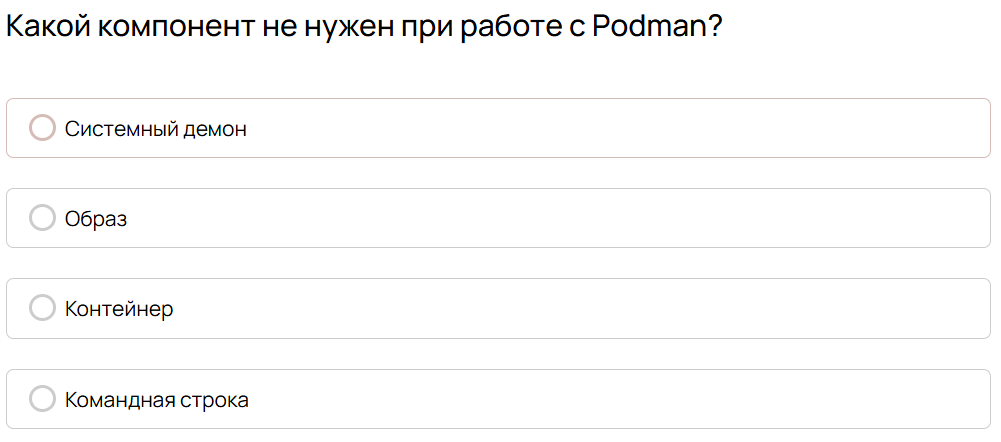 Какой компонент не нужен при работе с Podman?
Системный демон
Образ
Контейнер
Командная строка